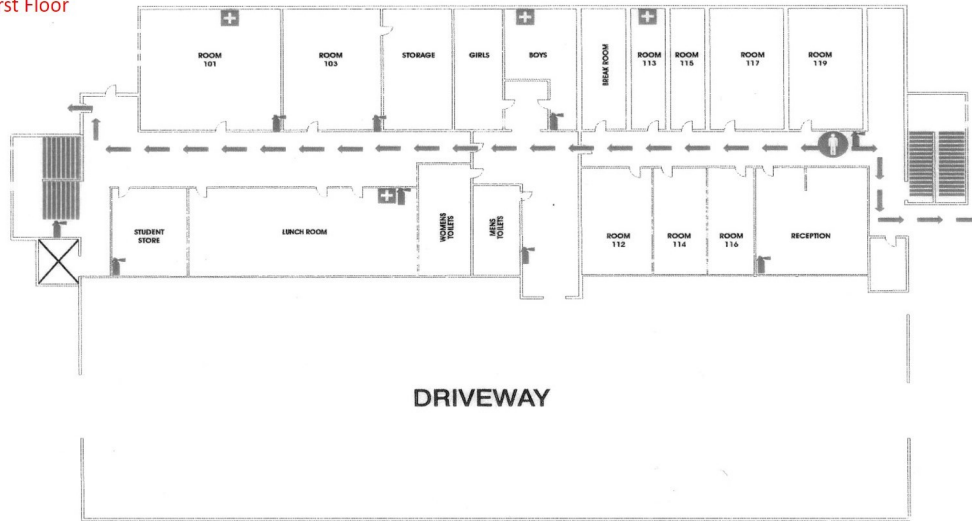 rst Floor
ROOM
101
ROOM
103
STORAGE
GIRLS
BOYS
BREAK ROOM
ROOM
113
ROOM
115
ROOM
117
ROOM
119
STUDENT
STORE
LUNCH ROOM
WOMENS
TOILETS
MENS
TOILETS
ROOM
112
ROOM
114
ROOM
116
RECEPTION
DRIVEWAY